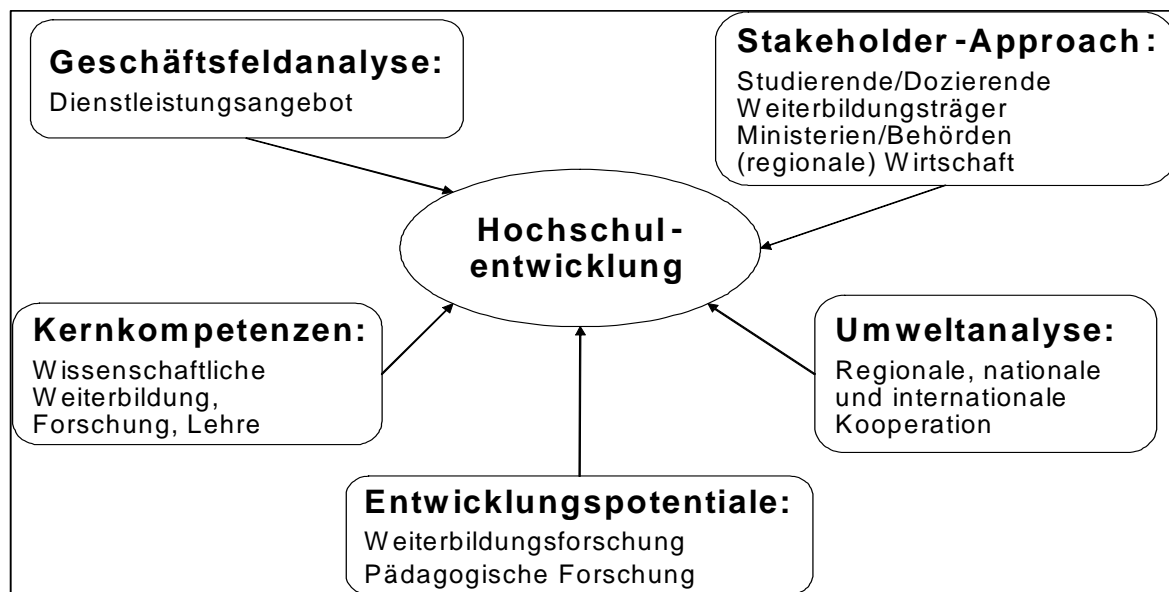 Geschäftsfeldanalyse:
Dienstleistungsangebot
Stakeholder-Approach:
Studierende/Dozierende
Weiterbildungsträger
Ministerien/Behörden
(regionale) Wirtschaft
Hochschul-
entwicklung
Kernkompetenzen:
Wissenschaftliche
Weiterbildung,
Forschung, Lehre
Umweltanalyse:
Regionale, nationale
und internationale
Kooperation
Entwicklungspotentiale:
Weiterbildungsforschung
Pädagogische Forschung